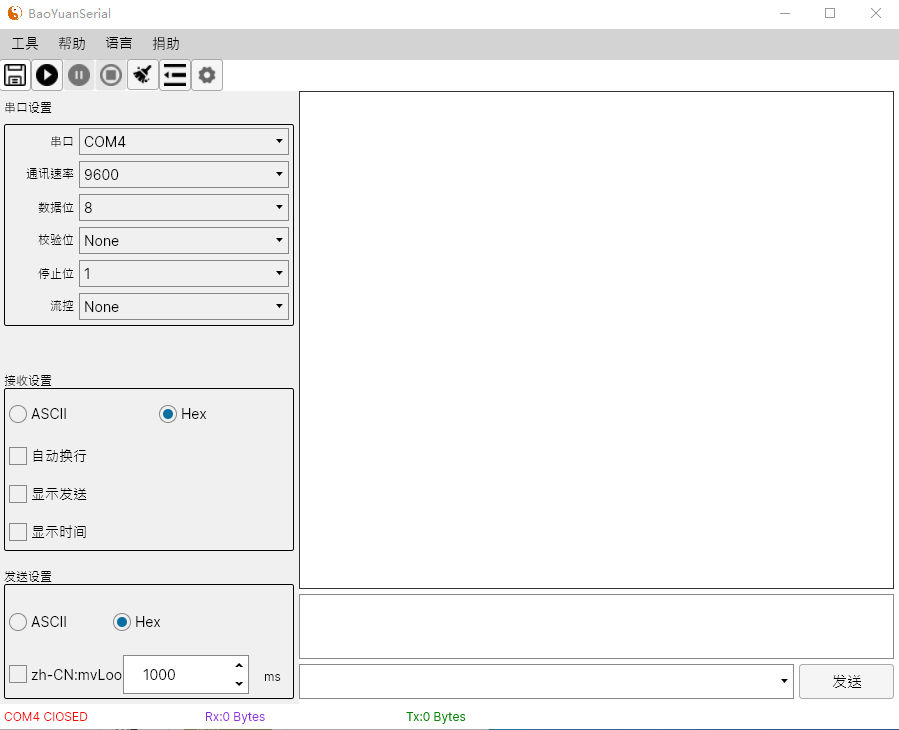 BaoYuanSerial
工具 帮助 语言 捐助
串口设置
串口 COM4
通讯速率 9600
数据位 8
校验位 None
停止位 1
流控 None
接收设置
ASCII Hex
自动换行
显示发送
显示时间
发送设置
ASCII Hex
zh-CN:mvLoo 1000 ms
发送
COM4 ClOSED Rx:0 Bytes Tx:0 Bytes